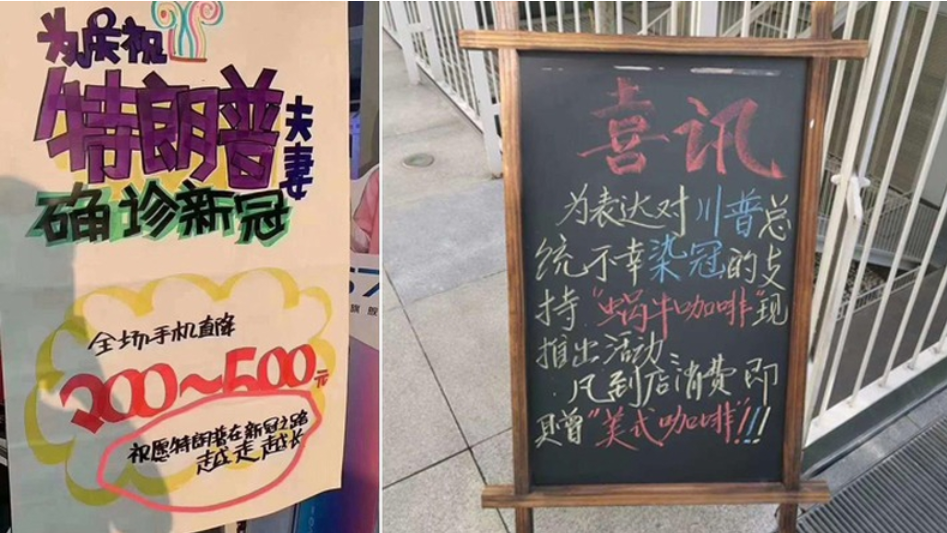 为庆祝
特朗普
夫妻
确诊新冠
全场手机直降
200~500元
祝愿特朗普在新冠之路
越走越长
喜讯
为表达对川普总
统不幸染冠的支
持"蜗牛咖啡"现
推出活动
凡到店消费即
具赠"美式咖啡"!!!